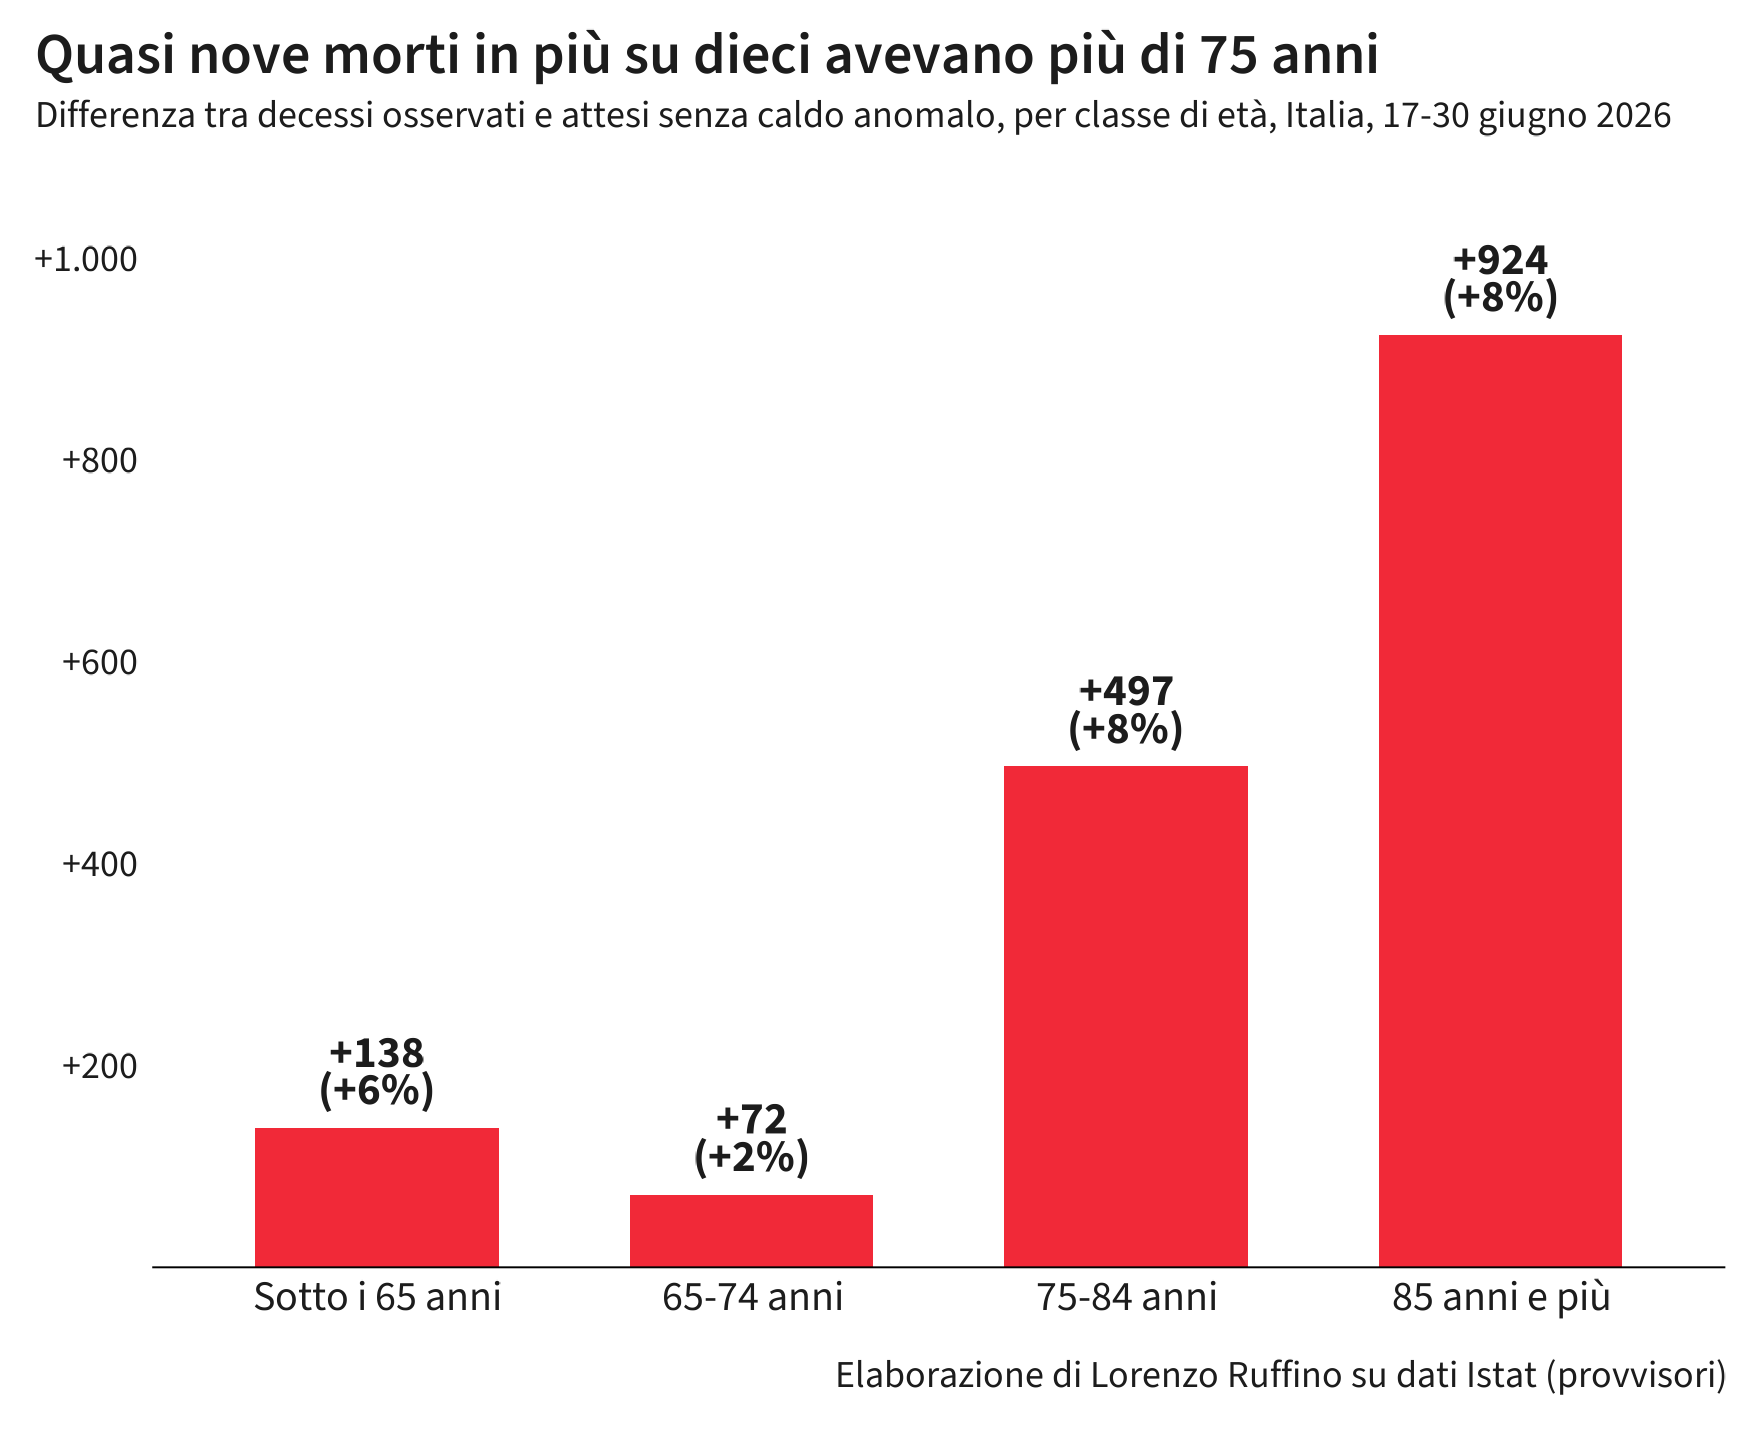 Quasi nove morti in più su dieci avevano più di 75 anni
Differenza tra decessi osservati e attesi senza caldo anomalo, per classe di età, Italia, 17-30 giugno 2026
+1.000
+800
+600
+400
+200
+138
(+6%)
+72
(+2%)
+497
(+8%)
+924
(+8%)
Sotto i 65 anni
65-74 anni
75-84 anni
85 anni e più
Elaborazione di Lorenzo Ruffino su dati Istat (provvisori)